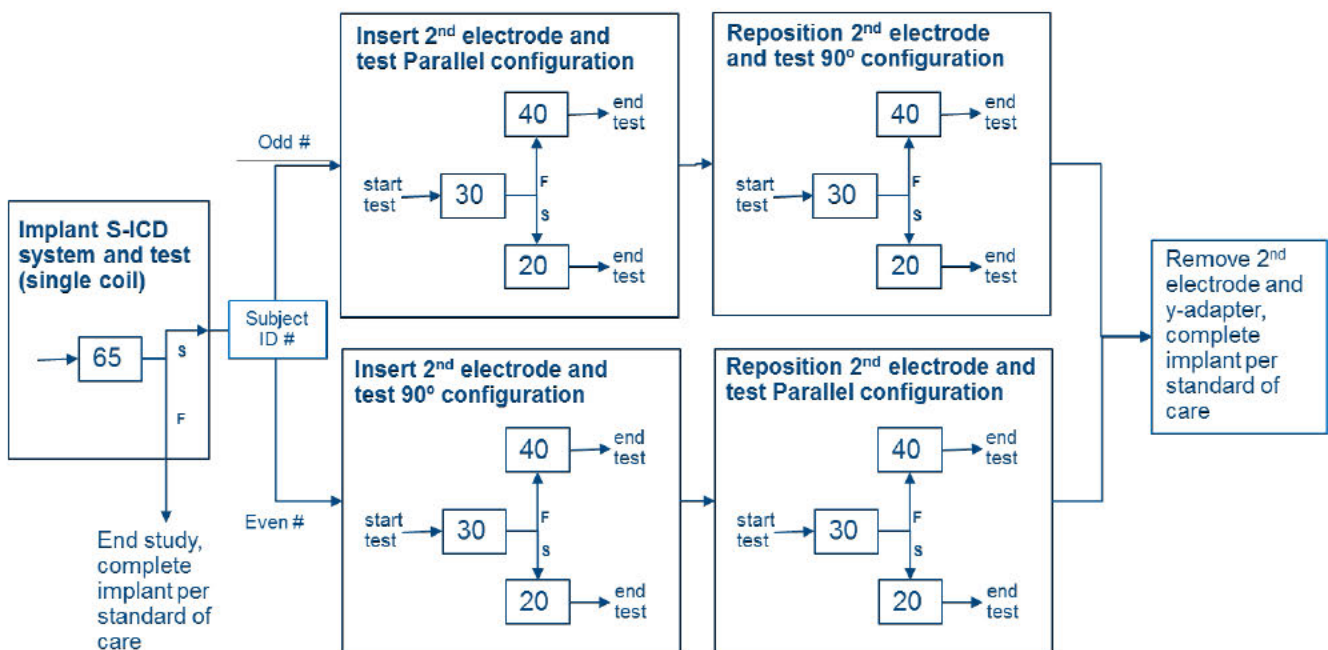 Implant S-ICD
system and test
(single coil)
65
S
F
End study,
complete
implant per
standard of
care
Subject
ID #
Odd #
Even #
Insert 2nd electrode and
test Parallel configuration
start
test
30
F
S
40
end
test
20
end
test
Reposition 2nd electrode
and test 90º configuration
start
test
30
F
S
40
end
test
20
end
test
Insert 2nd electrode and
test 90º configuration
start
test
30
F
S
40
end
test
20
end
test
Reposition 2nd electrode and
test Parallel configuration
start
test
30
F
S
40
end
test
20
end
test
Remove 2nd
electrode and
y-adapter,
complete
implant per
standard of
care